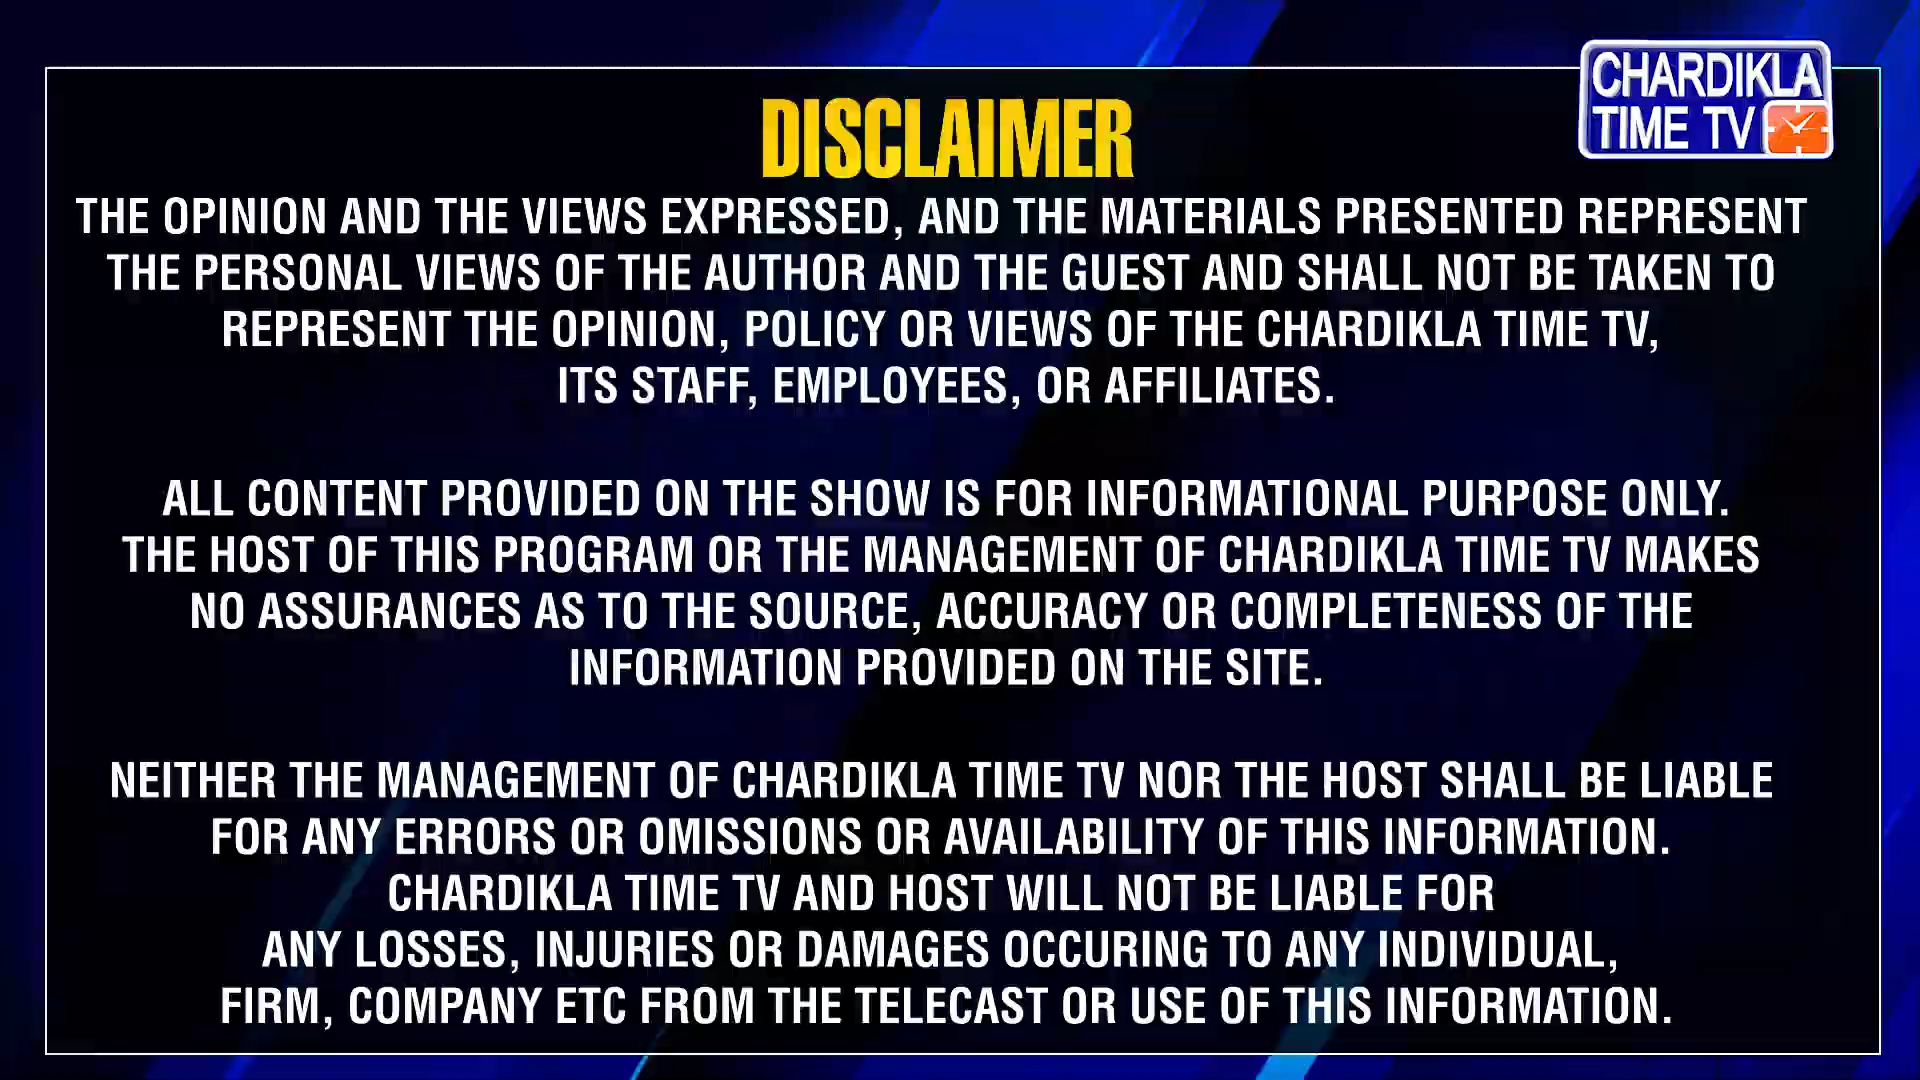 CHARDIKLA
TIME TV
DISCLAIMER
THE OPINION AND THE VIEWS EXPRESSED, AND THE MATERIALS PRESENTED REPRESENT
THE PERSONAL VIEWS OF THE AUTHOR AND THE GUEST AND SHALL NOT BE TAKEN TO
REPRESENT THE OPINION, POLICY OR VIEWS OF THE CHARDIKLA TIME TV,
ITS STAFF, EMPLOYEES, OR AFFILIATES.
ALL CONTENT PROVIDED ON THE SHOW IS FOR INFORMATIONAL PURPOSE ONLY.
THE HOST OF THIS PROGRAM OR THE MANAGEMENT OF CHARDIKLA TIME TV MAKES
NO ASSURANCES AS TO THE SOURCE, ACCURACY OR COMPLETENESS OF THE
INFORMATION PROVIDED ON THE SITE.
NEITHER THE MANAGEMENT OF CHARDIKLA TIME TV NOR THE HOST SHALL BE LIABLE
FOR ANY ERRORS OR OMISSIONS OR AVAILABILITY OF THIS INFORMATION.
CHARDIKLA TIME TV AND HOST WILL NOT BE LIABLE FOR
ANY LOSSES, INJURIES OR DAMAGES OCCURING TO ANY INDIVIDUAL,
FIRM, COMPANY ETC FROM THE TELECAST OR USE OF THIS INFORMATION.